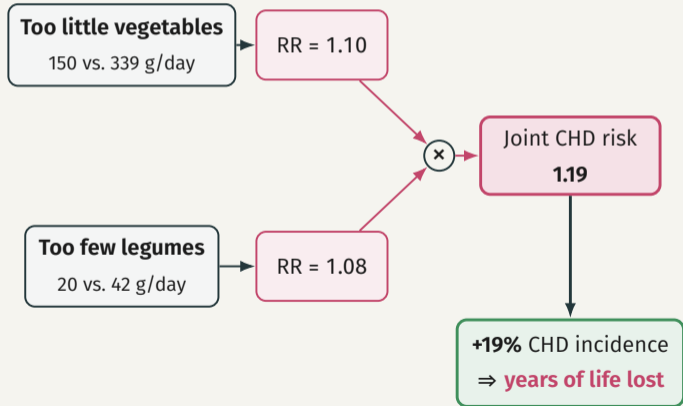 Too little vegetables
150 vs. 339 g/day
RR = 1.10
×
Joint CHD risk
1.19
Too few legumes
20 vs. 42 g/day
RR = 1.08
+19% CHD incidence
⇒ years of life lost